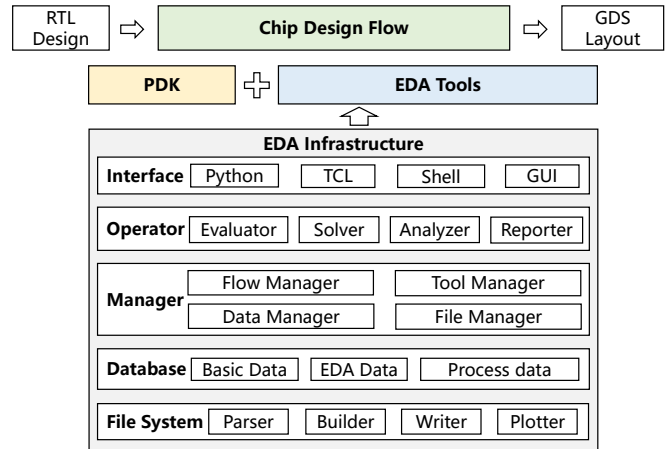 RTL
Design
Chip Design Flow
GDS
Layout
PDK
EDA Tools
EDA Infrastructure
Interface Python TCL Shell GUI
Operator Evaluator Solver Analyzer Reporter
Manager
Flow Manager Tool Manager
Data Manager File Manager
Database Basic Data EDA Data Process data
File System Parser Builder Writer Plotter